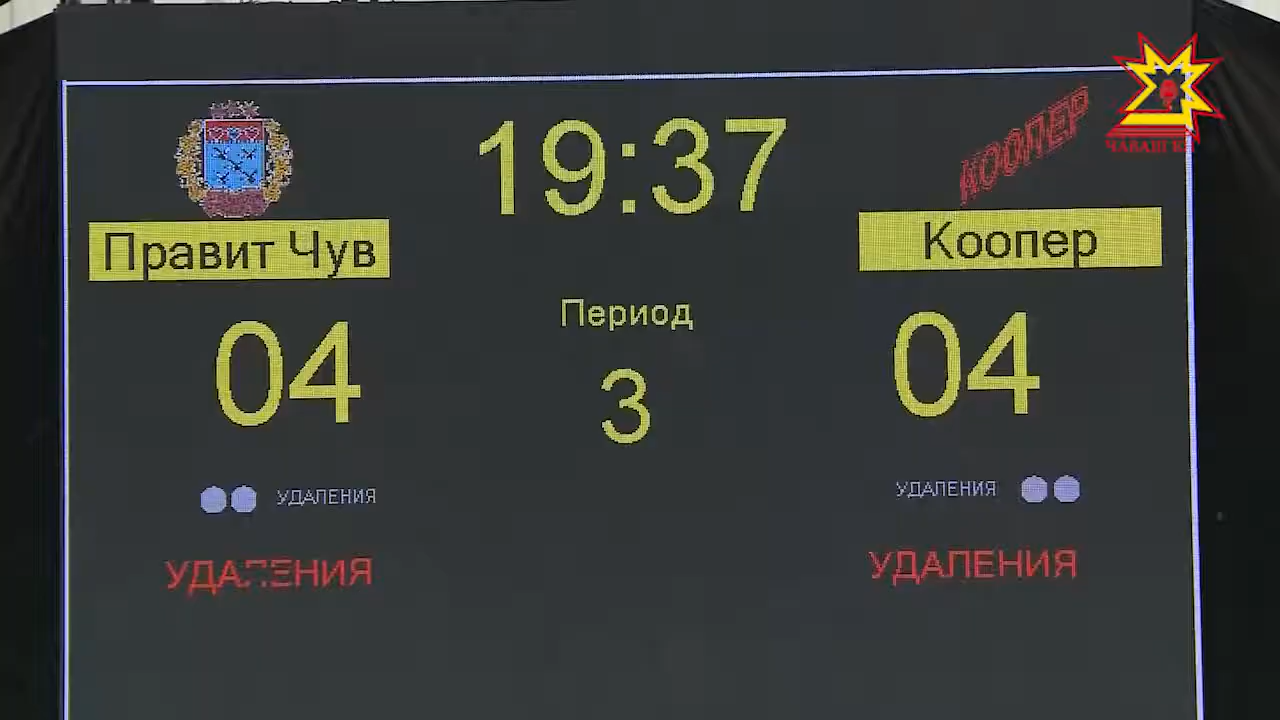 19:37
КООПЕР
Правит Чув
Коопер
Период
04
3
04
УДАЛЕНИЯ
УДАЛЕНИЯ
УДАЛЕНИЯ
УДАЛЕНИЯ